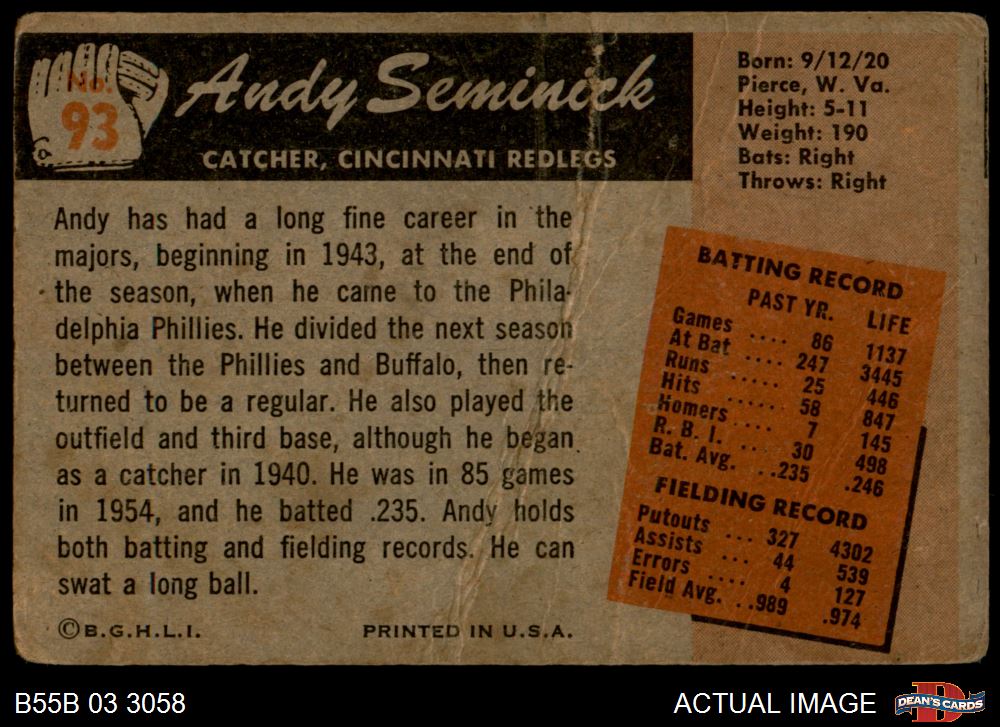 No.
93
Andy Seminick
CATCHER, CINCINNATI REDLEGS
Born: 9/12/20
Pierce, W. Va.
Height: 5-11
Weight: 190
Bats: Right
Throws: Right
Andy has had a long fine career in the
majors, beginning in 1943, at the end of
the season, when he came to the Phila-
delphia Phillies. He divided the next season
between the Phillies and Buffalo, then re-
turned to be a regular. He also played the
outfield and third base, although he began
as a catcher in 1940. He was in 85 games
in 1954, and he batted .235. Andy holds
both batting and fielding records. He can
swat a long ball.
©B.G.H.L.I. PRINTED IN U.S.A.
BATTING RECORD
PAST YR. LIFE
Games .... 86 1137
At Bat .... 247 3445
Runs ..... 25 446
Hits ...... 58 847
Homers ... 7 145
R. B. I. ... 30 498
Bat. Avg. ..235 .246
FIELDING RECORD
Putouts ... 327 4302
Assists ... 44 539
Errors .... 4 127
Field Avg. ..989 .974
B55B 03 3058 ACTUAL IMAGE
D
DEAN'S CARDS